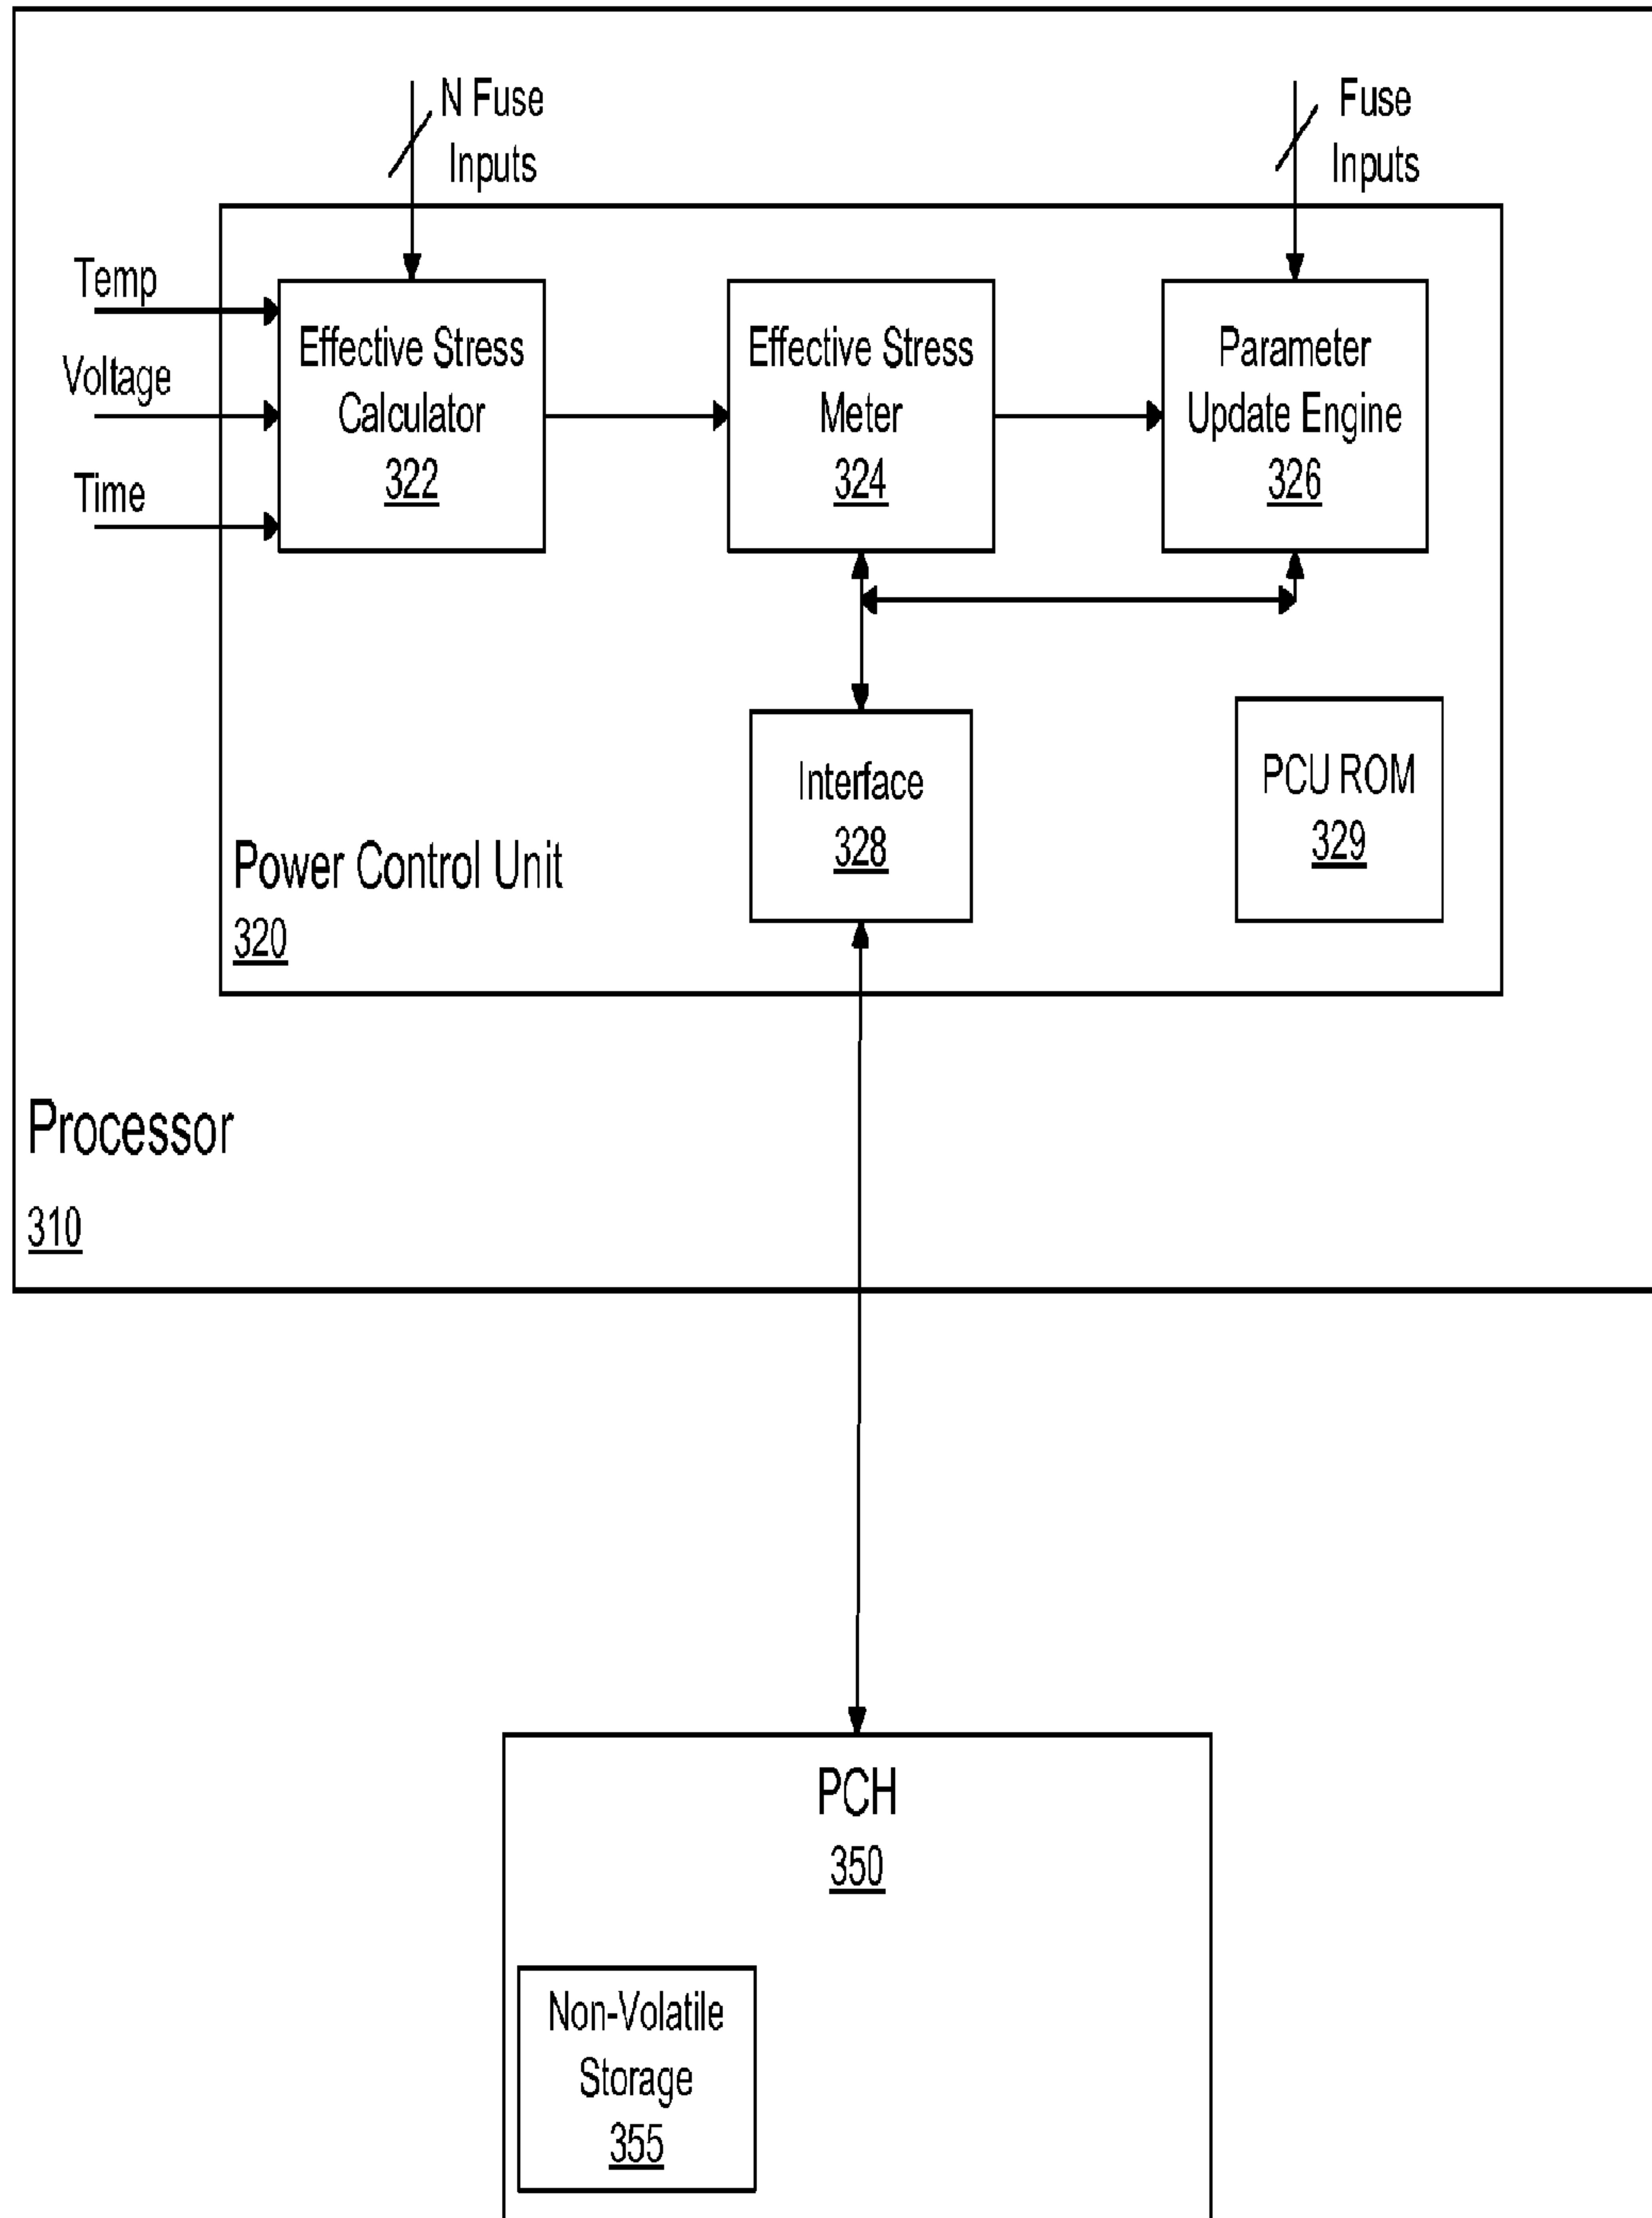 N Fuse
Inputs
Fuse
Inputs
Temp
Voltage
Time
Effective Stress
Calculator
322
Effective Stress
Meter
324
Parameter
Update Engine
326
Interface
328
PCU ROM
329
Power Control Unit
320
Processor
310
PCH
350
Non-Volatile
Storage
355